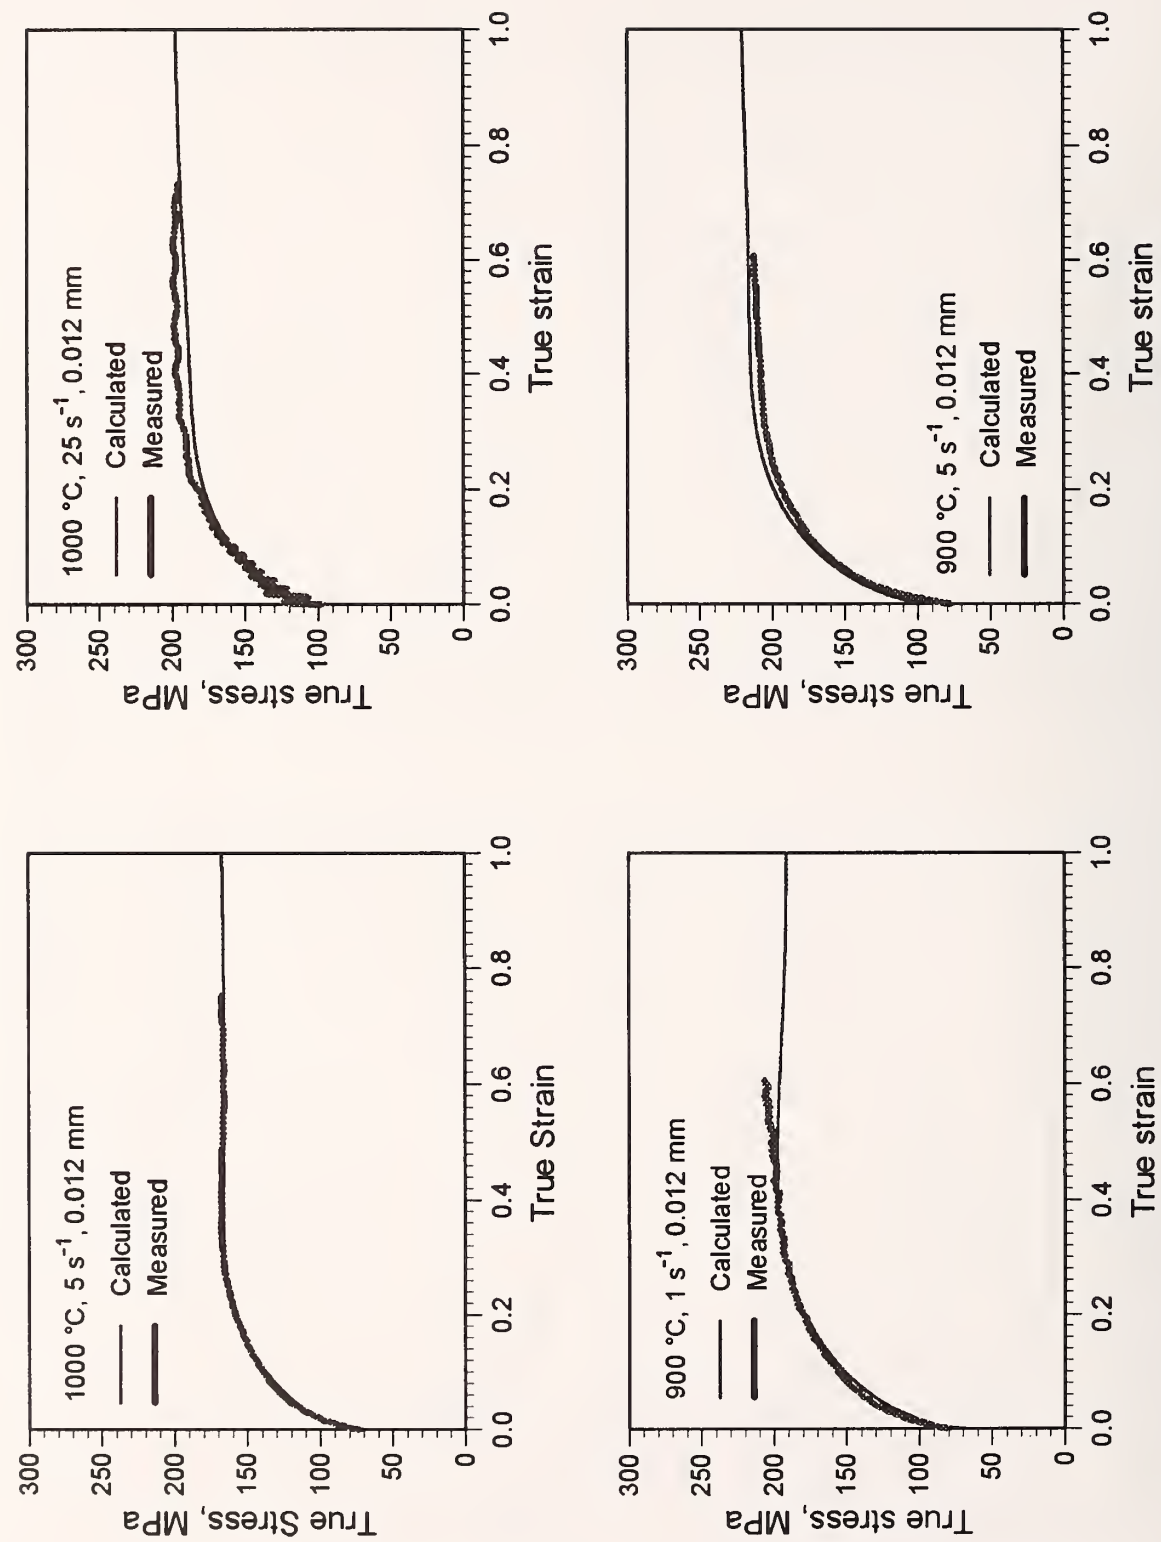 True Stress, MPa
300
250
200
150
100
50
0
1000 °C, 5 s⁻¹, 0.012 mm
Calculated
Measured
0.0 0.2 0.4 0.6 0.8 1.0
True Strain
True stress, MPa
300
250
200
150
100
50
0
1000 °C, 25 s⁻¹, 0.012 mm
Calculated
Measured
0.0 0.2 0.4 0.6 0.8 1.0
True strain
True stress, MPa
300
250
200
150
100
50
0
900 °C, 1 s⁻¹, 0.012 mm
Calculated
Measured
0.0 0.2 0.4 0.6 0.8 1.0
True strain
True stress, MPa
300
250
200
150
100
50
0
900 °C, 5 s⁻¹, 0.012 mm
Calculated
Measured
0.0 0.2 0.4 0.6 0.8 1.0
True strain